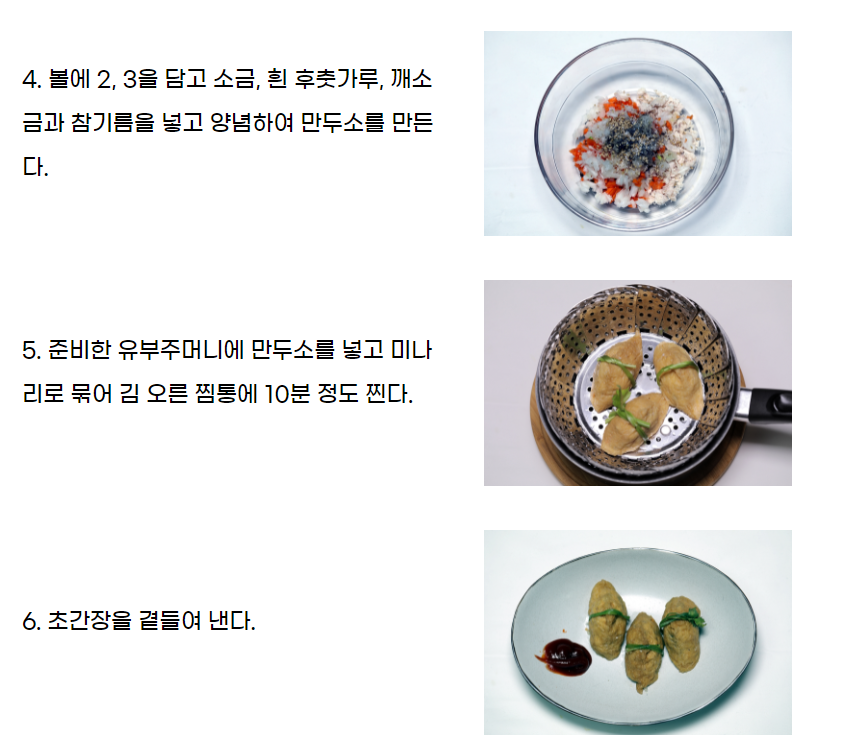 4. 볼에 2, 3을 담고 소금, 흰 후춧가루, 깨소
금과 참기름을 넣고 양념하여 만두소를 만든
다.
5. 준비한 유부주머니에 만두소를 넣고 미나
리로 묶어 김 오른 찜통에 10분 정도 찐다.
6. 초간장을 곁들여 낸다.